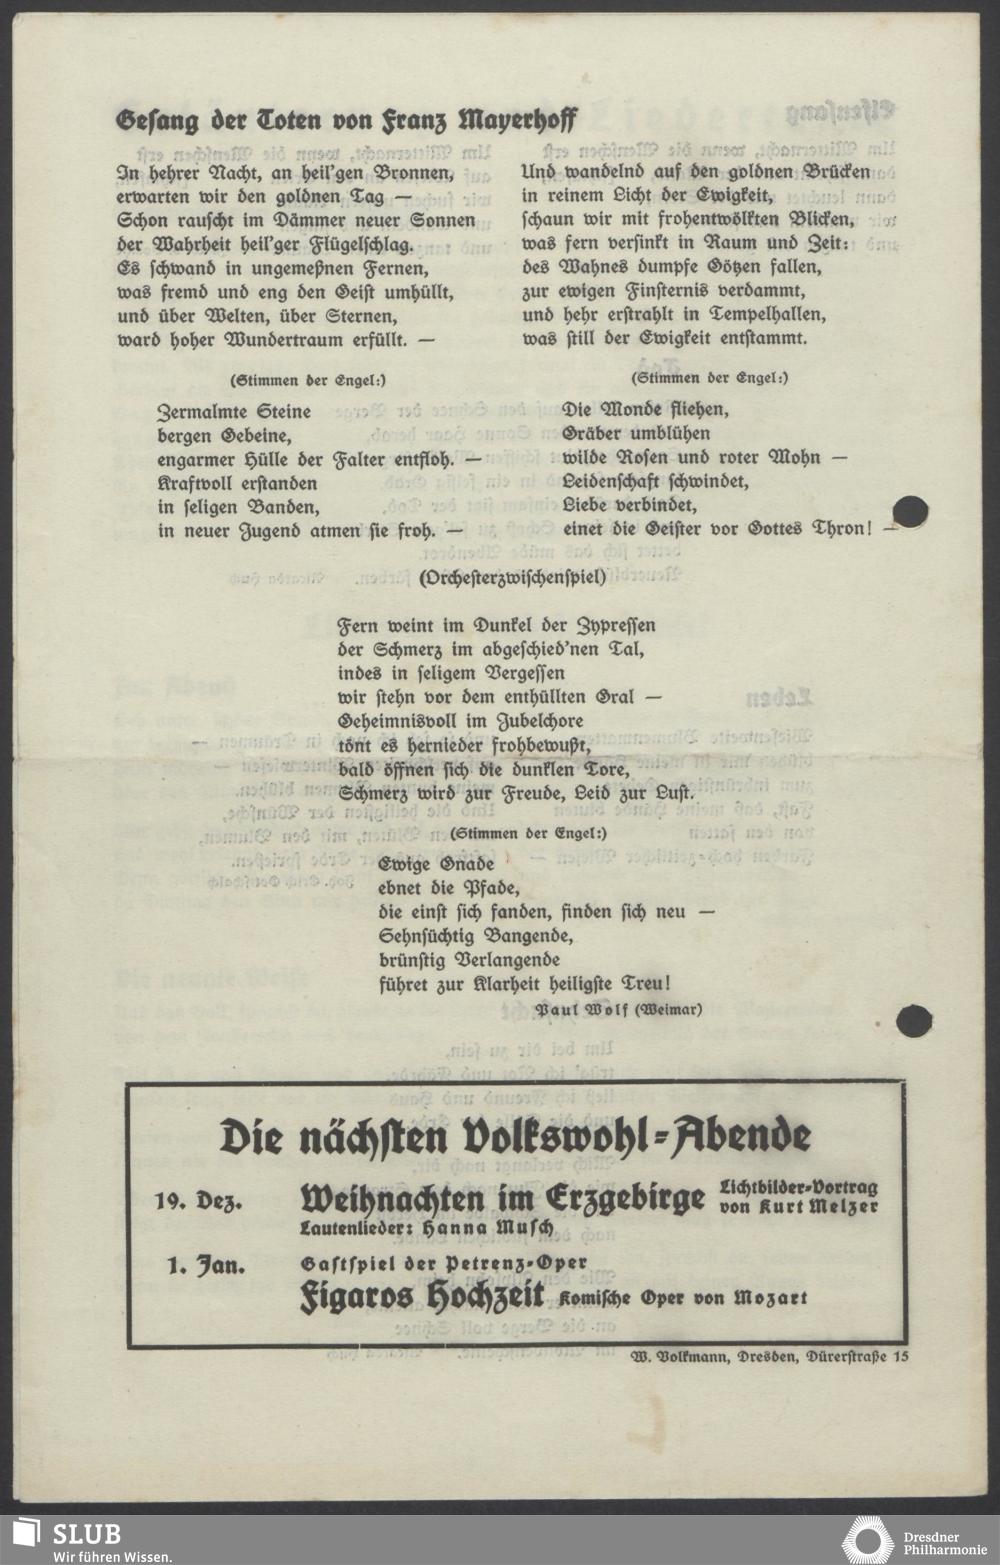 Gesang der Toten von Franz Mayerhoff
In hehrer Nacht, an heil'gen Bronnen,
erwarten wir den goldnen Tag —
Schon rauscht im Dämmer neuer Sonnen
der Wahrheit heil'ger Flügelschlag.
Es schwand in ungemeßnen Fernen,
was fremd und eng den Geist umhüllt,
und über Welten, über Sternen,
ward hoher Wundertraum erfüllt. —
(Stimmen der Engel:)
Zermalmte Steine
bergen Gebeine,
engarmer Hülle der Falter entfloh. —
Kraftvoll erstanden
in seligen Banden,
in neuer Jugend atmen sie froh. —
Und wandelnd auf den goldnen Brücken
in reinem Licht der Ewigkeit,
schaun wir mit frohentwölkten Blicken,
was fern versinkt in Raum und Zeit:
des Wahnes dumpfe Götzen fallen,
zur ewigen Finsternis verdammt,
und hehr erstrahlt in Tempelhallen,
was still der Ewigkeit entstammt.
(Stimmen der Engel:)
Die Monde fliehen,
Gräber umblühen
wilde Rosen und roter Mohn —
Leidenschaft schwindet,
Liebe verbindet,
einet die Geister vor Gottes Thron! —
(Orchesterzwischenspiel)
Fern weint im Dunkel der Zypressen
der Schmerz im abgeschied'nen Tal,
indes in seligem Vergessen
wir stehn vor dem enthüllten Gral —
Geheimnisvoll im Jubelchore
tönt es hernieder frohbewußt,
bald öffnen sich die dunklen Tore,
Schmerz wird zur Freude, Leid zur Lust.
(Stimmen der Engel:)
Ewige Gnade
ebnet die Pfade,
die einst sich fanden, finden sich neu —
Sehnsüchtig Bangende,
brünstig Verlangende
führet zur Klarheit heiligste Treu!
Paul Wolf (Weimar)
Die nächsten Volkswohl-Abende
19. Dez. Weihnachten im Erzgebirge Lichtbilder-Vortrag von Kurt Melzer
Lautenlieder: Hanna Musch
1. Jan. Gastspiel der Petrenz-Oper
Figaros Hochzeit Komische Oper von Mozart
W. Volkmann, Dresden, Dürerstraße 15
SLUB
Wir führen Wissen.
Dresdner
Philharmonie